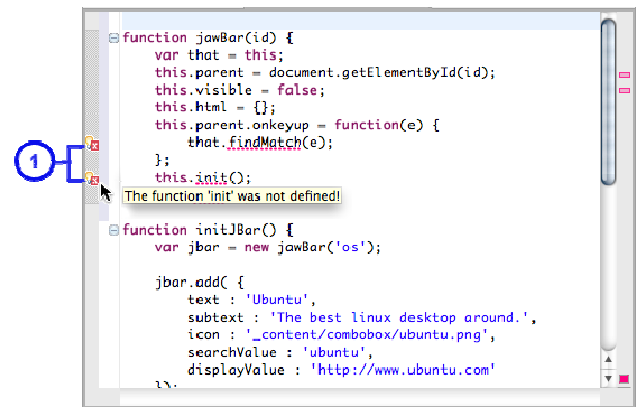 function jawBar(id) {
var that = this;
this.parent = document.getElementById(id);
this.visible = false;
this.html = {};
this.parent.onkeyup = function(e) {
that.findMatch(e);
};
1
this.init();
The function 'init' was not defined!
function initJBar() {
var jbar = new jawBar('os');
jbar.add( {
text : 'Ubuntu',
subtext : 'The best linux desktop around.',
icon : '_content/combobox/ubuntu.png',
searchValue : 'ubuntu',
displayValue : 'http://www.ubuntu.com'
});